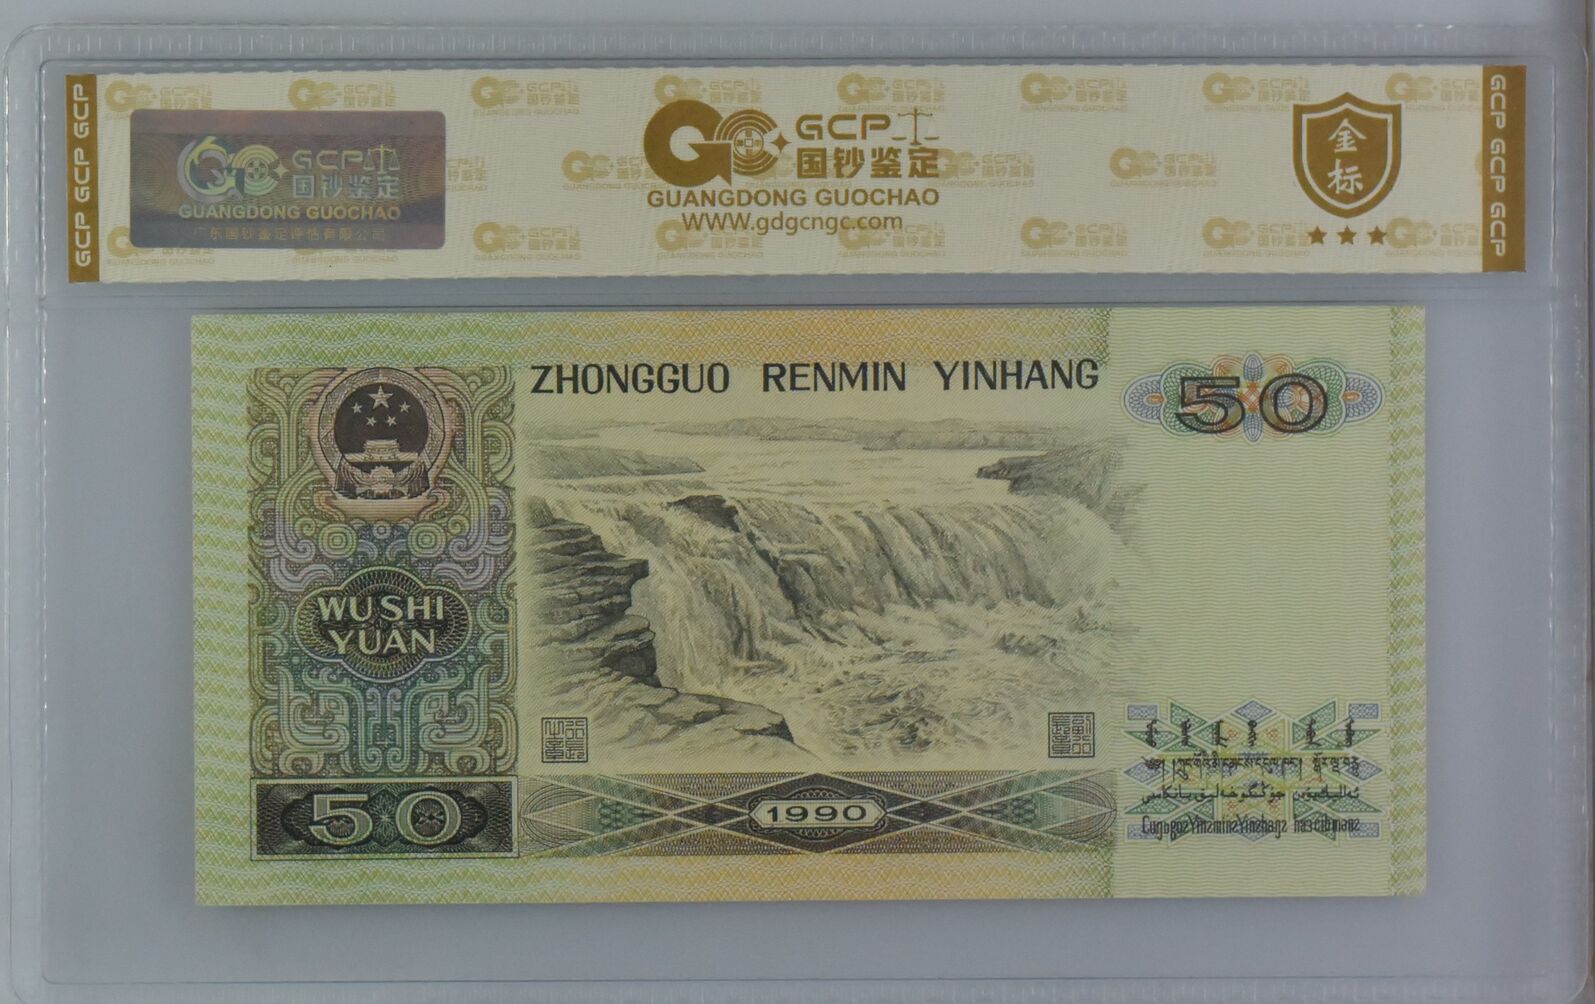 GCP GCP GCP
GCP
国钞鉴定
GUANGDONG GUOCHAO
广东国钞鉴定评估有限公司
GCP
国钞鉴定
GUANGDONG GUOCHAO
WWW.gdgcngc.com
金
标
GCP GCP GCP
ZHONGGUO RENMIN YINHANG
50
WU SHI
YUAN
50
1990